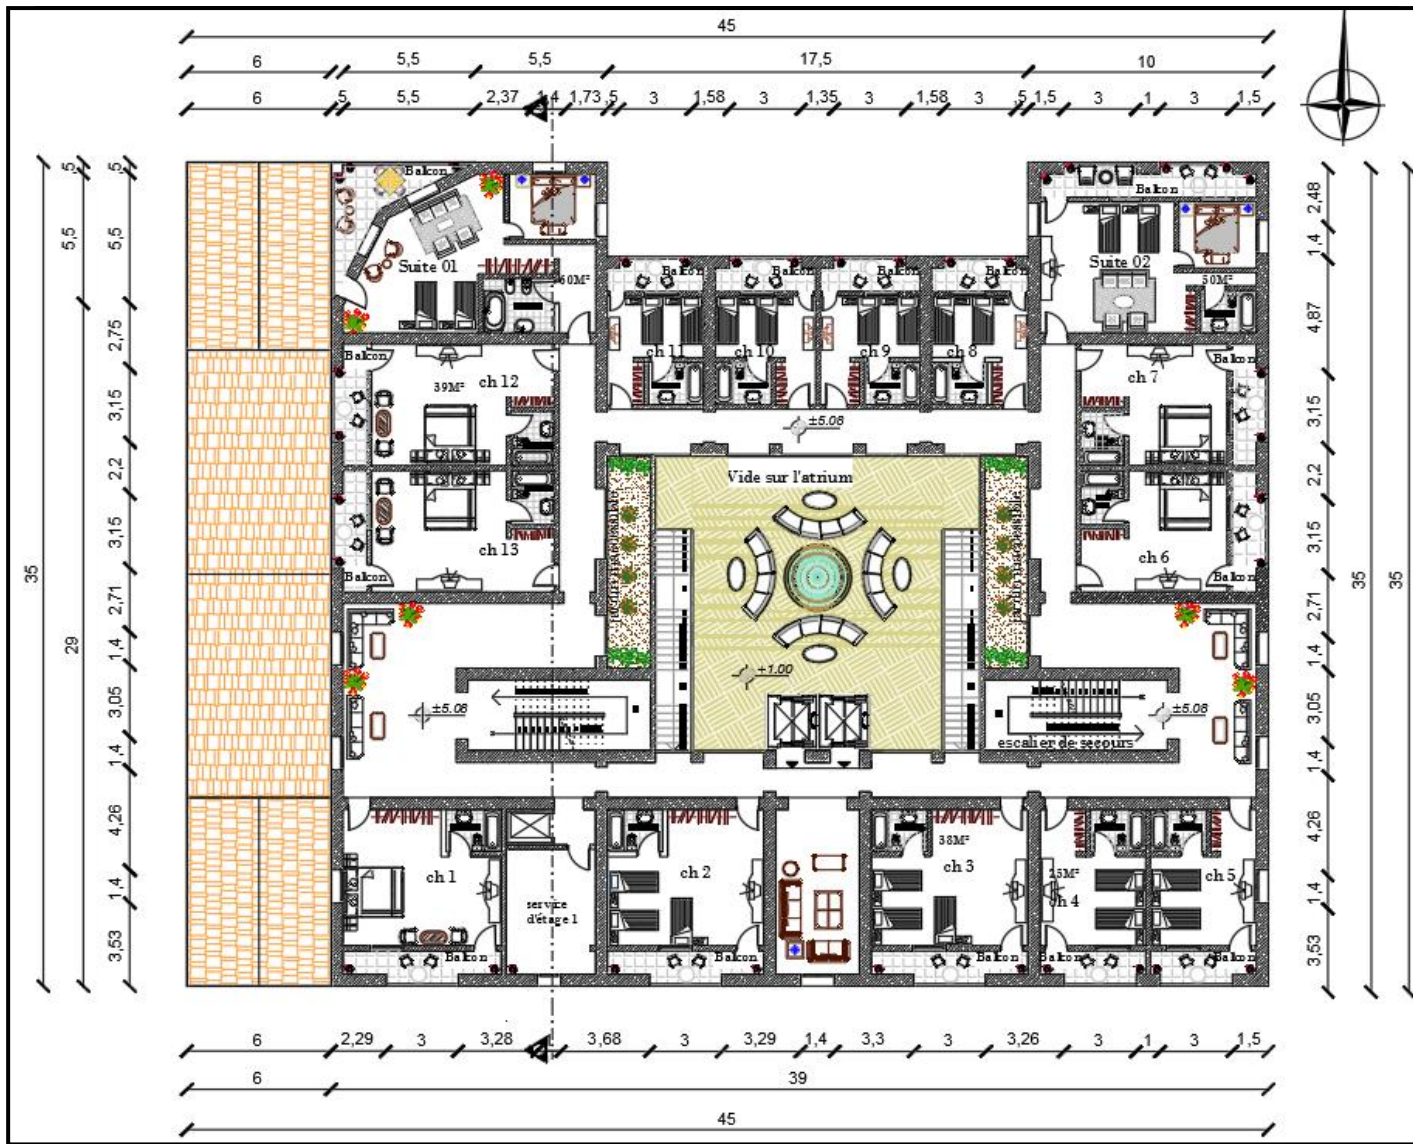 45
6 5,5 5,5 17,5 10
6 ,5 5,5 2,37 1,4 1,73 ,5 3 1,58 3 1,35 3 1,58 3 ,5 1,5 3 1 3 1,5
35
,5 5,5 29
,5 5,5 2,75 3,15 2,2 3,15 2,71 1,4 3,05 1,4 4,26 1,4 3,53
Balcon
Balcon
Suite 01
60M²
Suite 02
50M²
Balcon
Balcon
Balcon
Balcon
ch 11
ch 10
ch 9
ch 8
Balcon
39M²
ch 12
ch 7
Balcon
±5.08
Vide sur l'atrium
ch 13
Balcon
ch 6
Balcon
+1.00
±5.08
±5.08
escalier de secours
ch 1
service
d'étage 1
ch 2
38M²
ch 3
25M²
ch 4
ch 5
Balcon
Balcon
Balcon
Balcon
Balcon
2,48 1,4 4,87 3,15 2,2 3,15 2,71 1,4 3,05 1,4 4,26 1,4 3,53
35
35
6 2,29 3 3,28 3,68 3 3,29 1,4 3,3 3 3,26 3 1 3 1,5
6 39
45